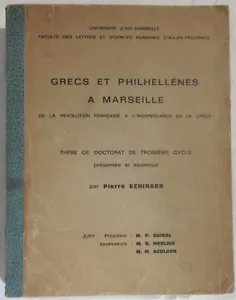 UNIVERSITÉ D'AIX-MARSEILLE
FACULTÉ DES LETTRES ET SCIENCES HUMAINES D'AIX-EN-PROVENCE
GRECS ET PHILHELLÈNES
A MARSEILLE
DE LA RÉVOLUTION FRANÇAISE A L'INDÉPENDANCE DE LA GRÈCE
THÈSE DE DOCTORAT DE TROISIÈME CYCLE
présentée et soutenue
par Pierre ECHINARD
JURY Président : M. P. GUIRAL
Assesseurs : M. G.
M. M. AGULHON